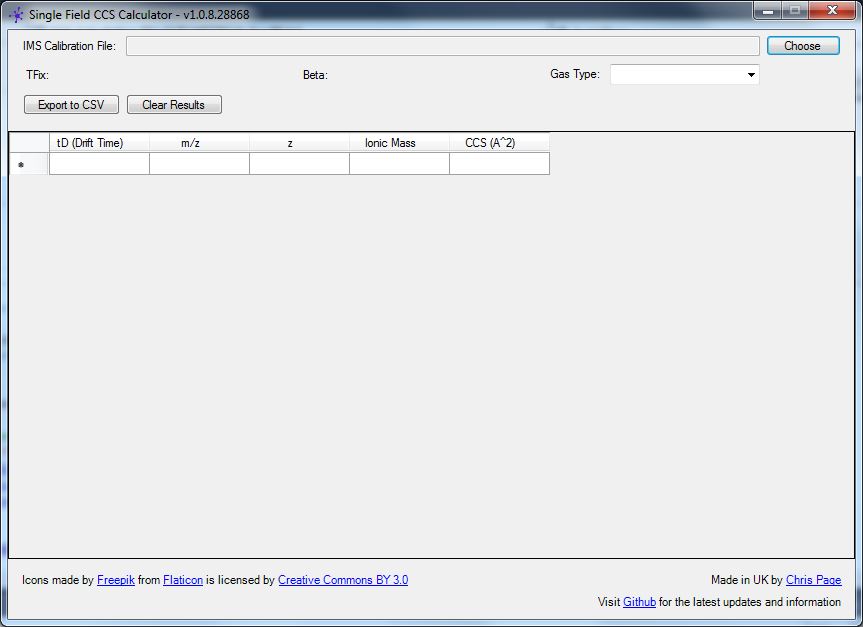 Single Field CCS Calculator - v1.0.8.28868
IMS Calibration File: Choose
TFix: Beta: Gas Type:
Export to CSV Clear Results
tD (Drift Time) m/z z Ionic Mass CCS (A^2)
*
Icons made by Freepik from Flaticon is licensed by Creative Commons BY 3.0 Made in UK by Chris Page
Visit Github for the latest updates and information